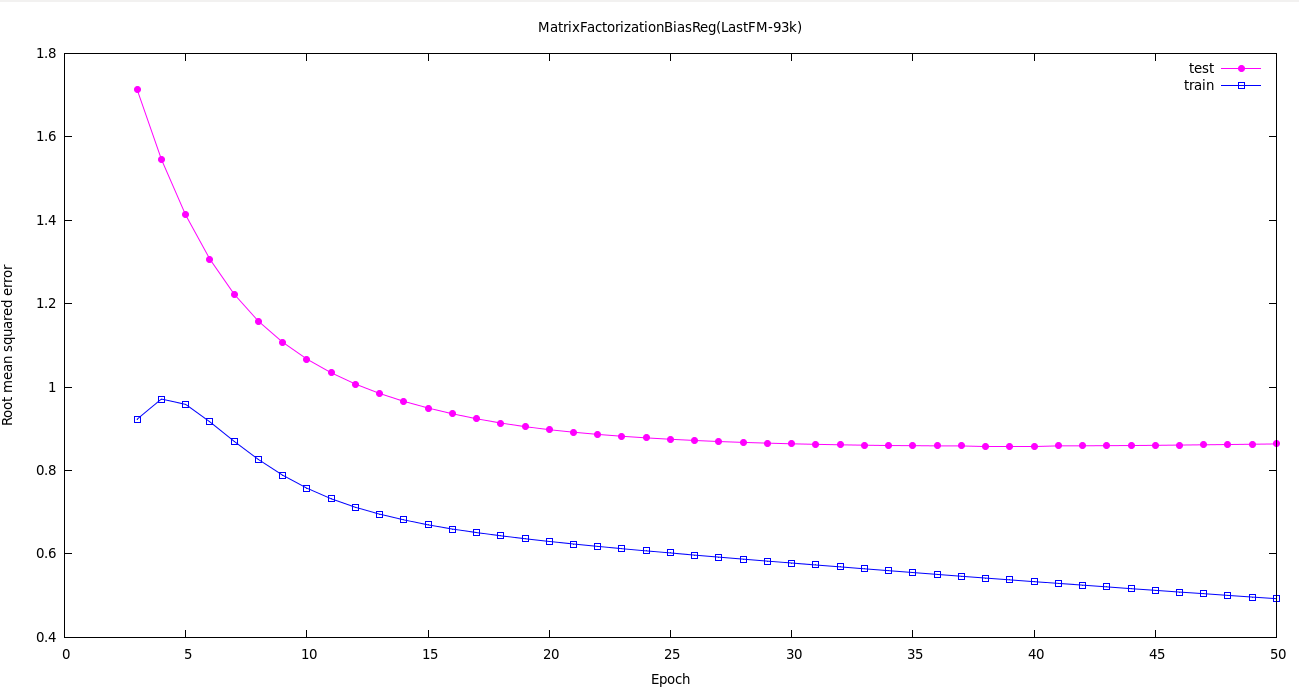 MatrixFactorizationBiasReg(LastFM-93k)
1.8
test
train
1.6
1.4
1.2
1
0.8
0.6
0.4
Root mean squared error
0 5 10 15 20 25 30 35 40 45 50
Epoch